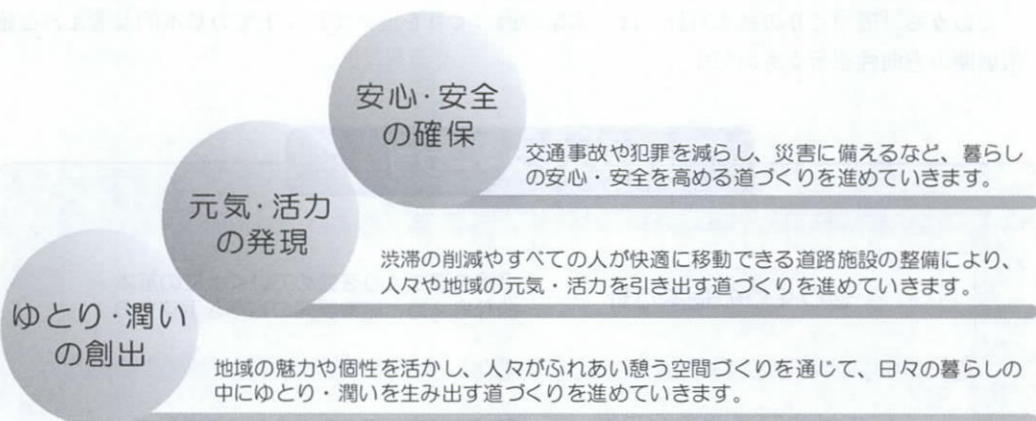 安心・安全
の確保
交通事故や犯罪を減らし、災害に備えるなど、暮らし
の安心・安全を高める道づくりを進めていきます。
元気・活力
の発現
渋滞の削減やすべての人が快適に移動できる道路施設の整備により、
人々や地域の元気・活力を引き出す道づくりを進めていきます。
ゆとり・潤い
の創出
地域の魅力や個性を活かし、人々がふれあい憩う空間づくりを通じて、日々の暮らしの
中にゆとり・潤いを生み出す道づくりを進めていきます。